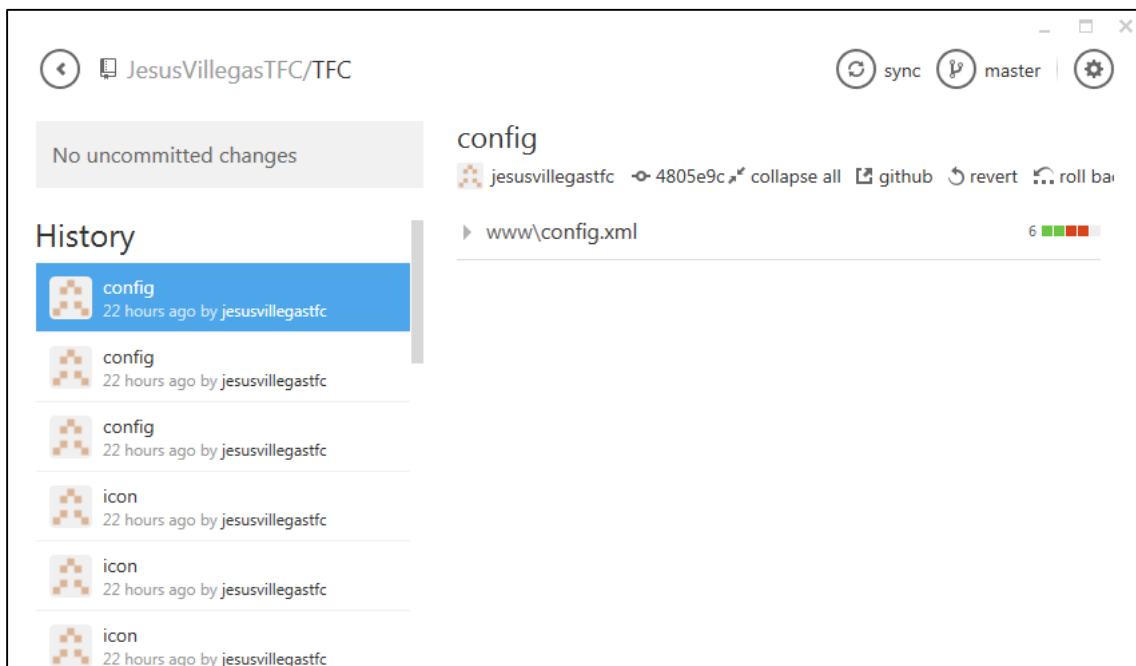 JesusVillegasTFC/TFC
sync
master
No uncommitted changes
config
jesusvillegastfc 4805e9c collapse all github revert roll bac
www\config.xml
6
History
config
22 hours ago by jesusvillegastfc
config
22 hours ago by jesusvillegastfc
config
22 hours ago by jesusvillegastfc
icon
22 hours ago by jesusvillegastfc
icon
22 hours ago by jesusvillegastfc
icon
22 hours ago by jesusvillegastfc